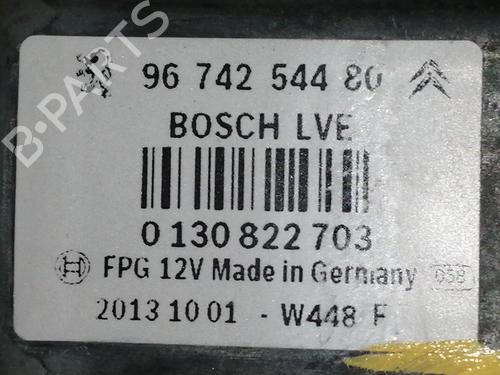 96 742 544 80
BOSCH LVE
0 130 822 703
FPG 12V Made in Germany 038
2013 10 01 - W448 F
B-PARTS